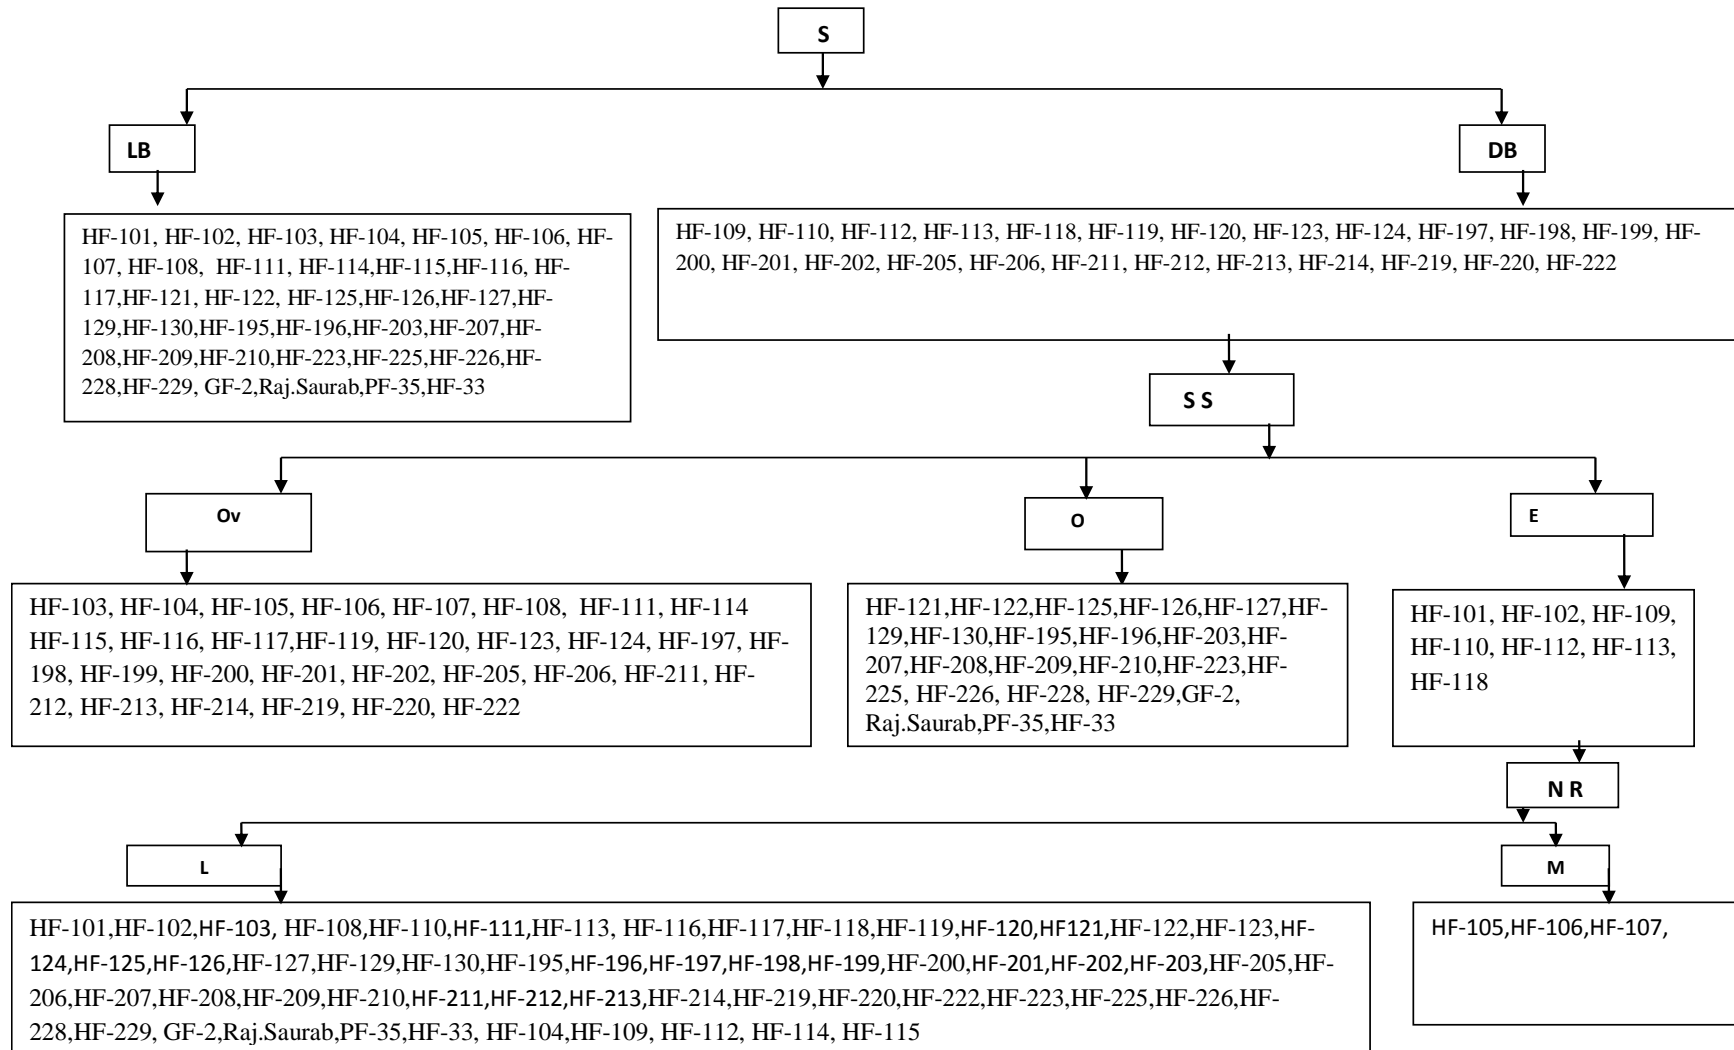 S
LB
DB
HF-101, HF-102, HF-103, HF-104, HF-105, HF-106, HF-
107, HF-108,  HF-111, HF-114,HF-115,HF-116, HF-
117,HF-121, HF-122, HF-125,HF-126,HF-127,HF-
129,HF-130,HF-195,HF-196,HF-203,HF-207,HF-
208,HF-209,HF-210,HF-223,HF-225,HF-226,HF-
228,HF-229, GF-2,Raj.Saurab,PF-35,HF-33
HF-109, HF-110, HF-112, HF-113, HF-118, HF-119, HF-120, HF-123, HF-124, HF-197, HF-198, HF-199, HF-
200, HF-201, HF-202, HF-205, HF-206, HF-211, HF-212, HF-213, HF-214, HF-219, HF-220, HF-222
S S
Ov
O
E
HF-103, HF-104, HF-105, HF-106, HF-107, HF-108,  HF-111, HF-114
HF-115, HF-116, HF-117,HF-119, HF-120, HF-123, HF-124, HF-197, HF-
198, HF-199, HF-200, HF-201, HF-202, HF-205, HF-206, HF-211, HF-
212, HF-213, HF-214, HF-219, HF-220, HF-222
HF-121,HF-122,HF-125,HF-126,HF-127,HF-
129,HF-130,HF-195,HF-196,HF-203,HF-
207,HF-208,HF-209,HF-210,HF-223,HF-
225, HF-226, HF-228, HF-229,GF-2,
Raj.Saurab,PF-35,HF-33
HF-101, HF-102, HF-109,
HF-110, HF-112, HF-113,
HF-118
N R
L
M
HF-101,HF-102,HF-103, HF-108,HF-110,HF-111,HF-113, HF-116,HF-117,HF-118,HF-119,HF-120,HF121,HF-122,HF-123,HF-
124,HF-125,HF-126,HF-127,HF-129,HF-130,HF-195,HF-196,HF-197,HF-198,HF-199,HF-200,HF-201,HF-202,HF-203,HF-205,HF-
206,HF-207,HF-208,HF-209,HF-210,HF-211,HF-212,HF-213,HF-214,HF-219,HF-220,HF-222,HF-223,HF-225,HF-226,HF-
228,HF-229, GF-2,Raj.Saurab,PF-35,HF-33, HF-104,HF-109, HF-112, HF-114, HF-115
HF-105,HF-106,HF-107,